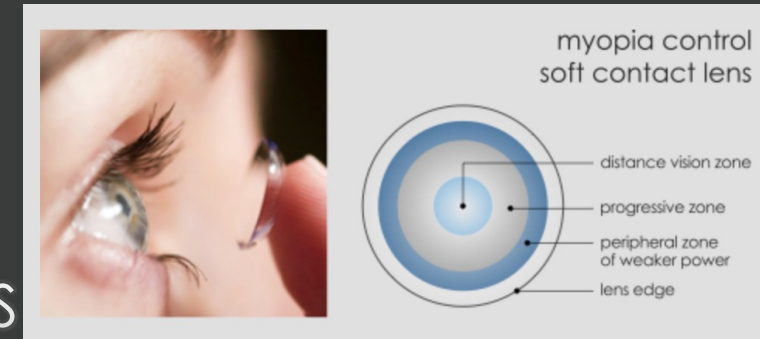 myopia control
soft contact lens
distance vision zone
progressive zone
peripheral zone
of weaker power
lens edge
S